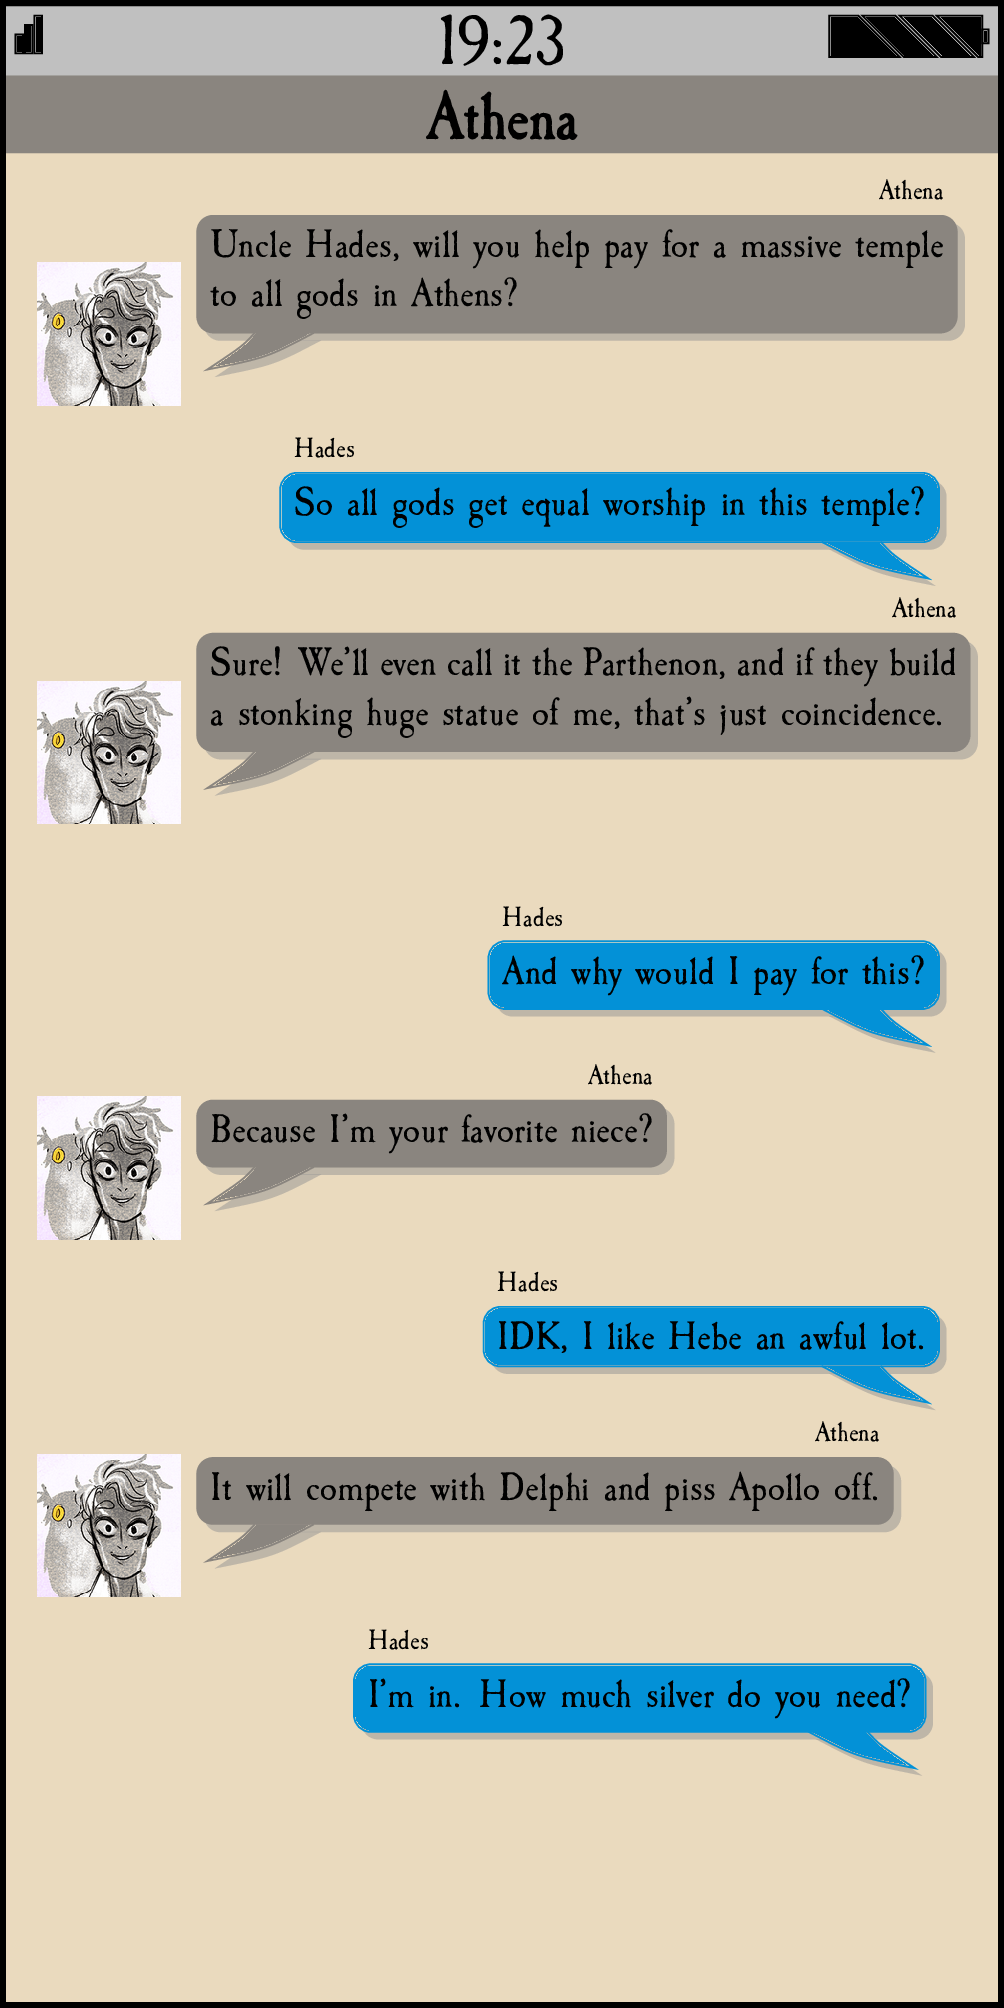 19:23
Athena
Athena
Uncle Hades, will you help pay for a massive temple
to all gods in Athens?
Hades
So all gods get equal worship in this temple?
Athena
Sure! We'll even call it the Parthenon, and if they build
a stonking huge statue of me, that's just coincidence.
Hades
And why would I pay for this?
Athena
Because I'm your favorite niece?
Hades
IDK, I like Hebe an awful lot.
Athena
It will compete with Delphi and piss Apollo off.
Hades
I'm in. How much silver do you need?